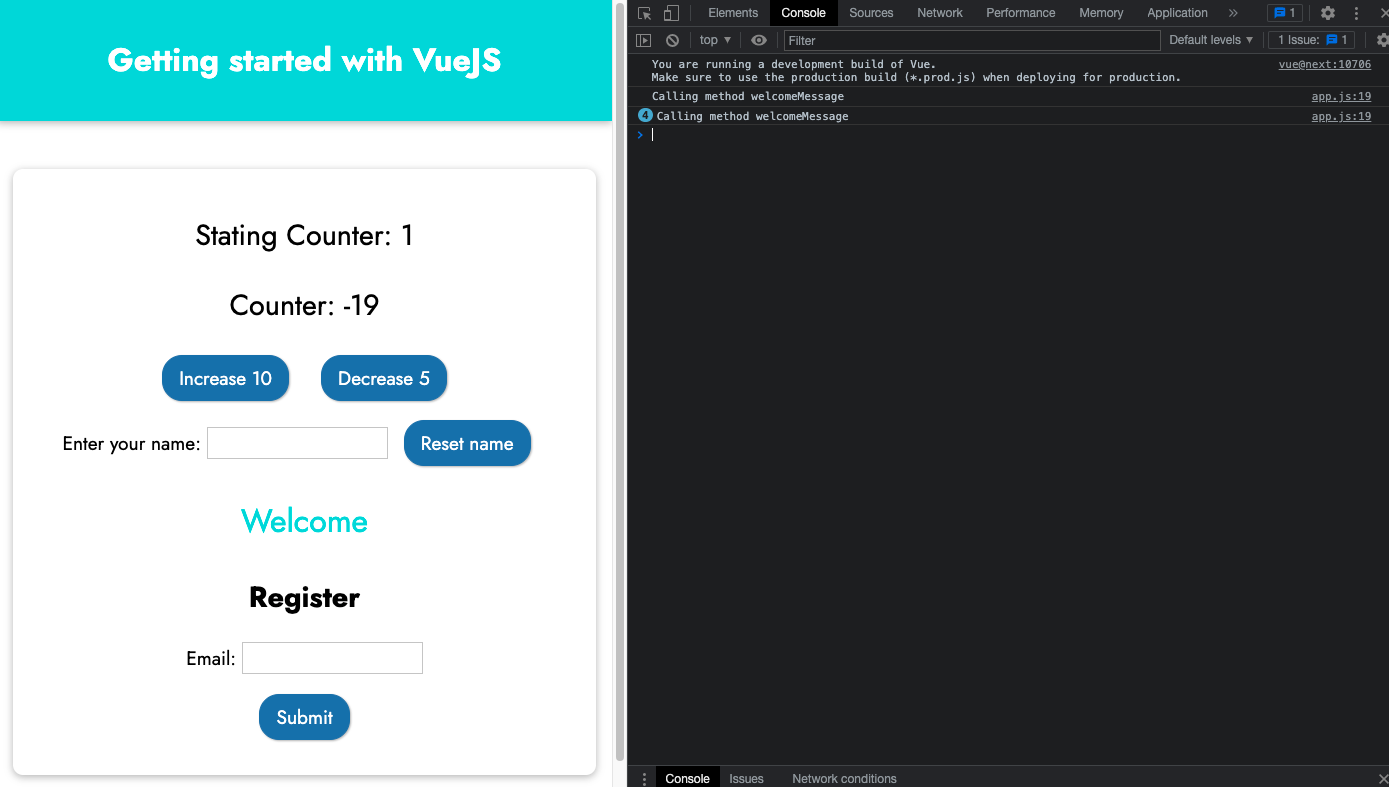 Getting started with VueJS
Stating Counter: 1
Counter: -19
Increase 10 Decrease 5
Enter your name: Reset name
Welcome
Register
Email:
Submit
Elements Console Sources Network Performance Memory Application » 1
top ▼ Filter Default levels ▼ 1 Issue: 1
You are running a development build of Vue. vue@next:10706
Make sure to use the production build (*.prod.js) when deploying for production.
Calling method welcomeMessage app.js:19
4 Calling method welcomeMessage app.js:19
Console Issues Network conditions